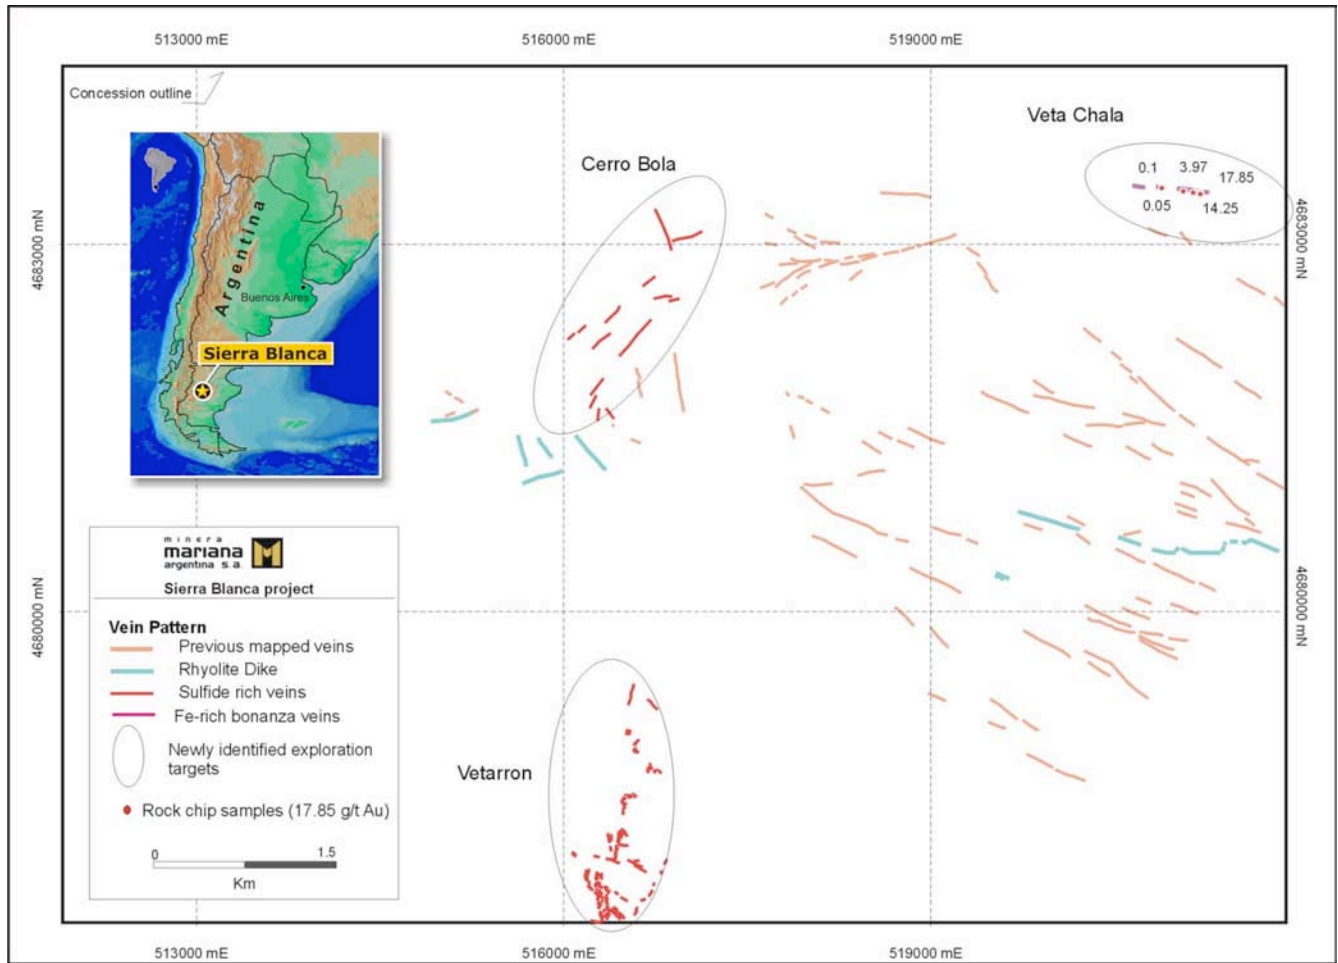 513000 mE
516000 mE
519000 mE
Concession outline
Veta Chala
Cerro Bola
0.1
3.97
17.85
0.05
14.25
4683000 mN
4683000 mN
Argentina
Buenos Aires
Sierra Blanca
minera
mariana
argentina s.a.
Sierra Blanca project
Vein Pattern
Previous mapped veins
Rhyolite Dike
Sulfide rich veins
Fe-rich bonanza veins
Newly identified exploration
targets
Rock chip samples (17.85 g/t Au)
0
1.5
Km
4680000 mN
4680000 mN
Vetarron
513000 mE
516000 mE
519000 mE